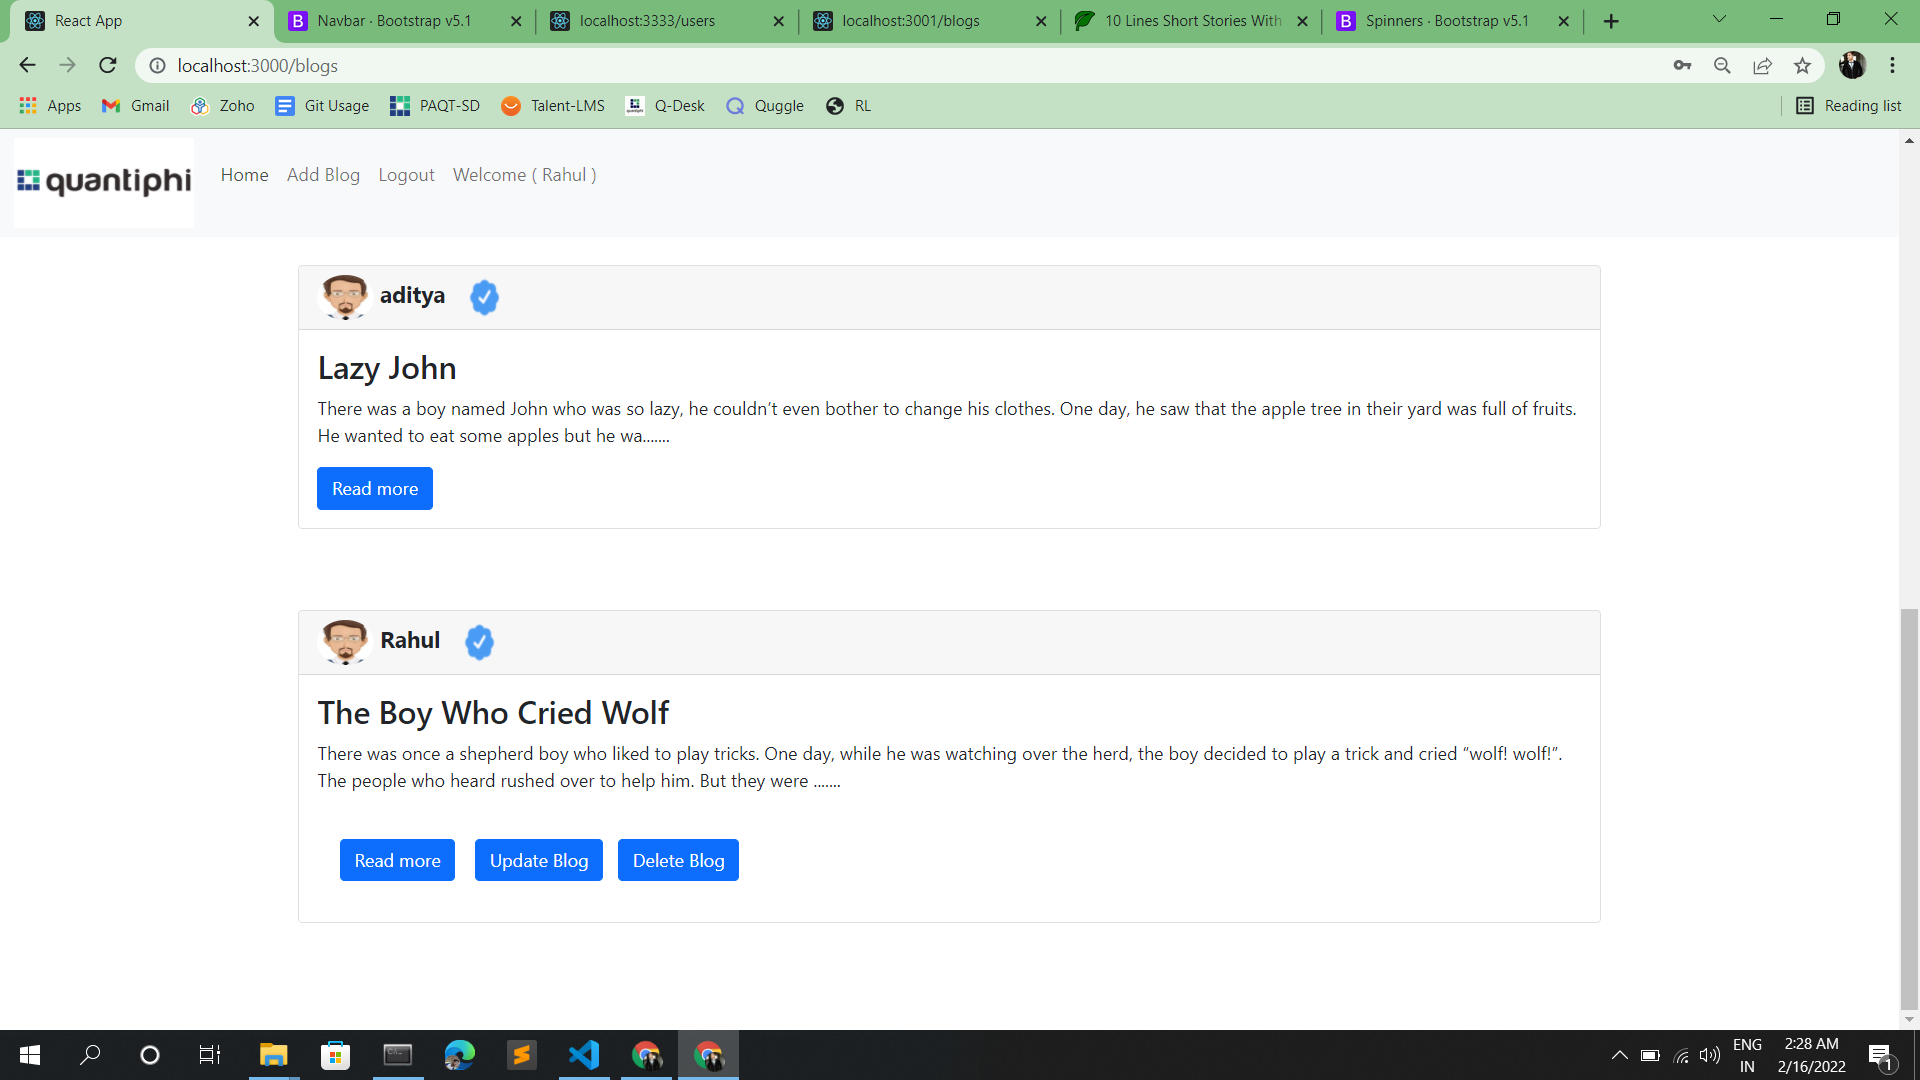 React App
Navbar · Bootstrap v5.1
localhost:3333/users
localhost:3001/blogs
10 Lines Short Stories With
Spinners · Bootstrap v5.1
localhost:3000/blogs
Apps
Gmail
Zoho
Git Usage
PAQT-SD
Talent-LMS
Q-Desk
Quggle
RL
Reading list
quantiphi
Home
Add Blog
Logout
Welcome ( Rahul )
aditya
Lazy John
There was a boy named John who was so lazy, he couldn’t even bother to change his clothes. One day, he saw that the apple tree in their yard was full of fruits.
He wanted to eat some apples but he wa.......
Read more
Rahul
The Boy Who Cried Wolf
There was once a shepherd boy who liked to play tricks. One day, while he was watching over the herd, the boy decided to play a trick and cried “wolf! wolf!”.
The people who heard rushed over to help him. But they were .......
Read more
Update Blog
Delete Blog
ENG
IN
2:28 AM
2/16/2022
1